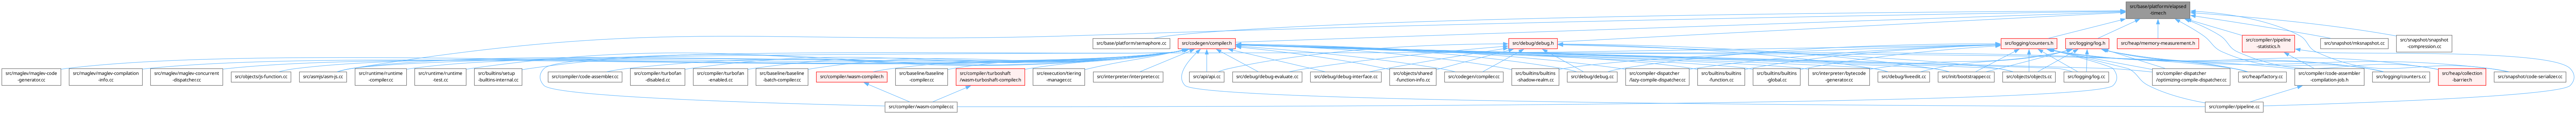 src/base/platform/elapsed
-timer.h
src/base/platform/semaphore.cc
src/codegen/compiler.h
src/debug/debug.h
src/logging/counters.h
src/logging/log.h
src/heap/memory-measurement.h
src/compiler/pipeline
-statistics.h
src/snapshot/mksnapshot.cc
src/snapshot/snapshot
-compression.cc
src/maglev/maglev-code
-generator.cc
src/maglev/maglev-compilation
-info.cc
src/maglev/maglev-concurrent
-dispatcher.cc
src/objects/js-function.cc
src/asmjs/asm-js.cc
src/runtime/runtime
-compiler.cc
src/runtime/runtime
-test.cc
src/builtins/setup
-builtins-internal.cc
src/compiler/code-assembler.cc
src/compiler/turbofan
-disabled.cc
src/compiler/turbofan
-enabled.cc
src/baseline/baseline
-batch-compiler.cc
src/compiler/wasm-compiler.h
src/baseline/baseline
-compiler.cc
src/compiler/turboshaft
/wasm-turboshaft-compiler.h
src/execution/tiering
-manager.cc
src/interpreter/interpreter.cc
src/api/api.cc
src/debug/debug-evaluate.cc
src/debug/debug-interface.cc
src/objects/shared
-function-info.cc
src/codegen/compiler.cc
src/builtins/builtins
-shadow-realm.cc
src/debug/debug.cc
src/compiler-dispatcher
/lazy-compile-dispatcher.cc
src/builtins/builtins
-function.cc
src/builtins/builtins
-global.cc
src/interpreter/bytecode
-generator.cc
src/debug/liveedit.cc
src/init/bootstrapper.cc
src/objects/objects.cc
src/logging/log.cc
src/compiler-dispatcher
/optimizing-compile-dispatcher.cc
src/heap/factory.cc
src/compiler/code-assembler
-compilation-job.h
src/logging/counters.cc
src/heap/collection
-barrier.h
src/snapshot/code-serializer.cc
src/compiler/wasm-compiler.cc
src/compiler/pipeline.cc